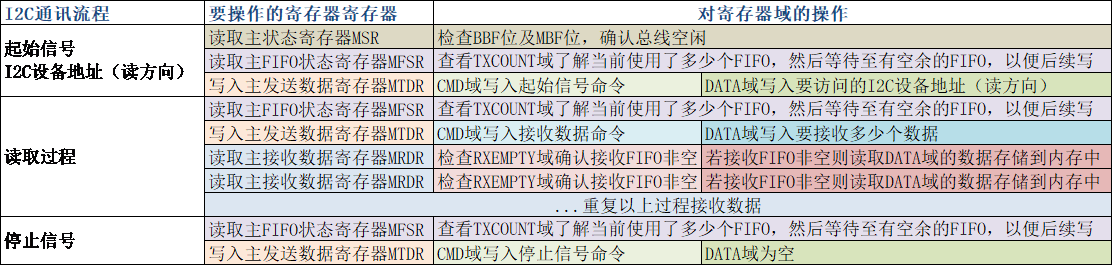 I2C通讯流程 要操作的寄存器寄存器 对寄存器域的操作
起始信号
I2C设备地址（读方向）
读取主状态寄存器MSR 检查BBF位及MBF位，确认总线空闲
读取主FIFO状态寄存器MFSR 查看TXCOUNT域了解当前使用了多少个FIFO，然后等待至有空余的FIFO，以便后续写
写入主发送数据寄存器MTDR CMD域写入起始信号命令 DATA域写入要访问的I2C设备地址（读方向）
读取过程
读取主FIFO状态寄存器MFSR 查看TXCOUNT域了解当前使用了多少个FIFO，然后等待至有空余的FIFO，以便后续写
写入主发送数据寄存器MTDR CMD域写入接收数据命令 DATA域写入要接收多少个数据
读取主接收数据寄存器MRDR 检查RXEMPTY域确认接收FIFO非空 若接收FIFO非空则读取DATA域的数据存储到内存中
读取主接收数据寄存器MRDR 检查RXEMPTY域确认接收FIFO非空 若接收FIFO非空则读取DATA域的数据存储到内存中
...重复以上过程接收数据
停止信号
读取主FIFO状态寄存器MFSR 查看TXCOUNT域了解当前使用了多少个FIFO，然后等待至有空余的FIFO，以便后续写
写入主发送数据寄存器MTDR CMD域写入停止信号命令 DATA域为空